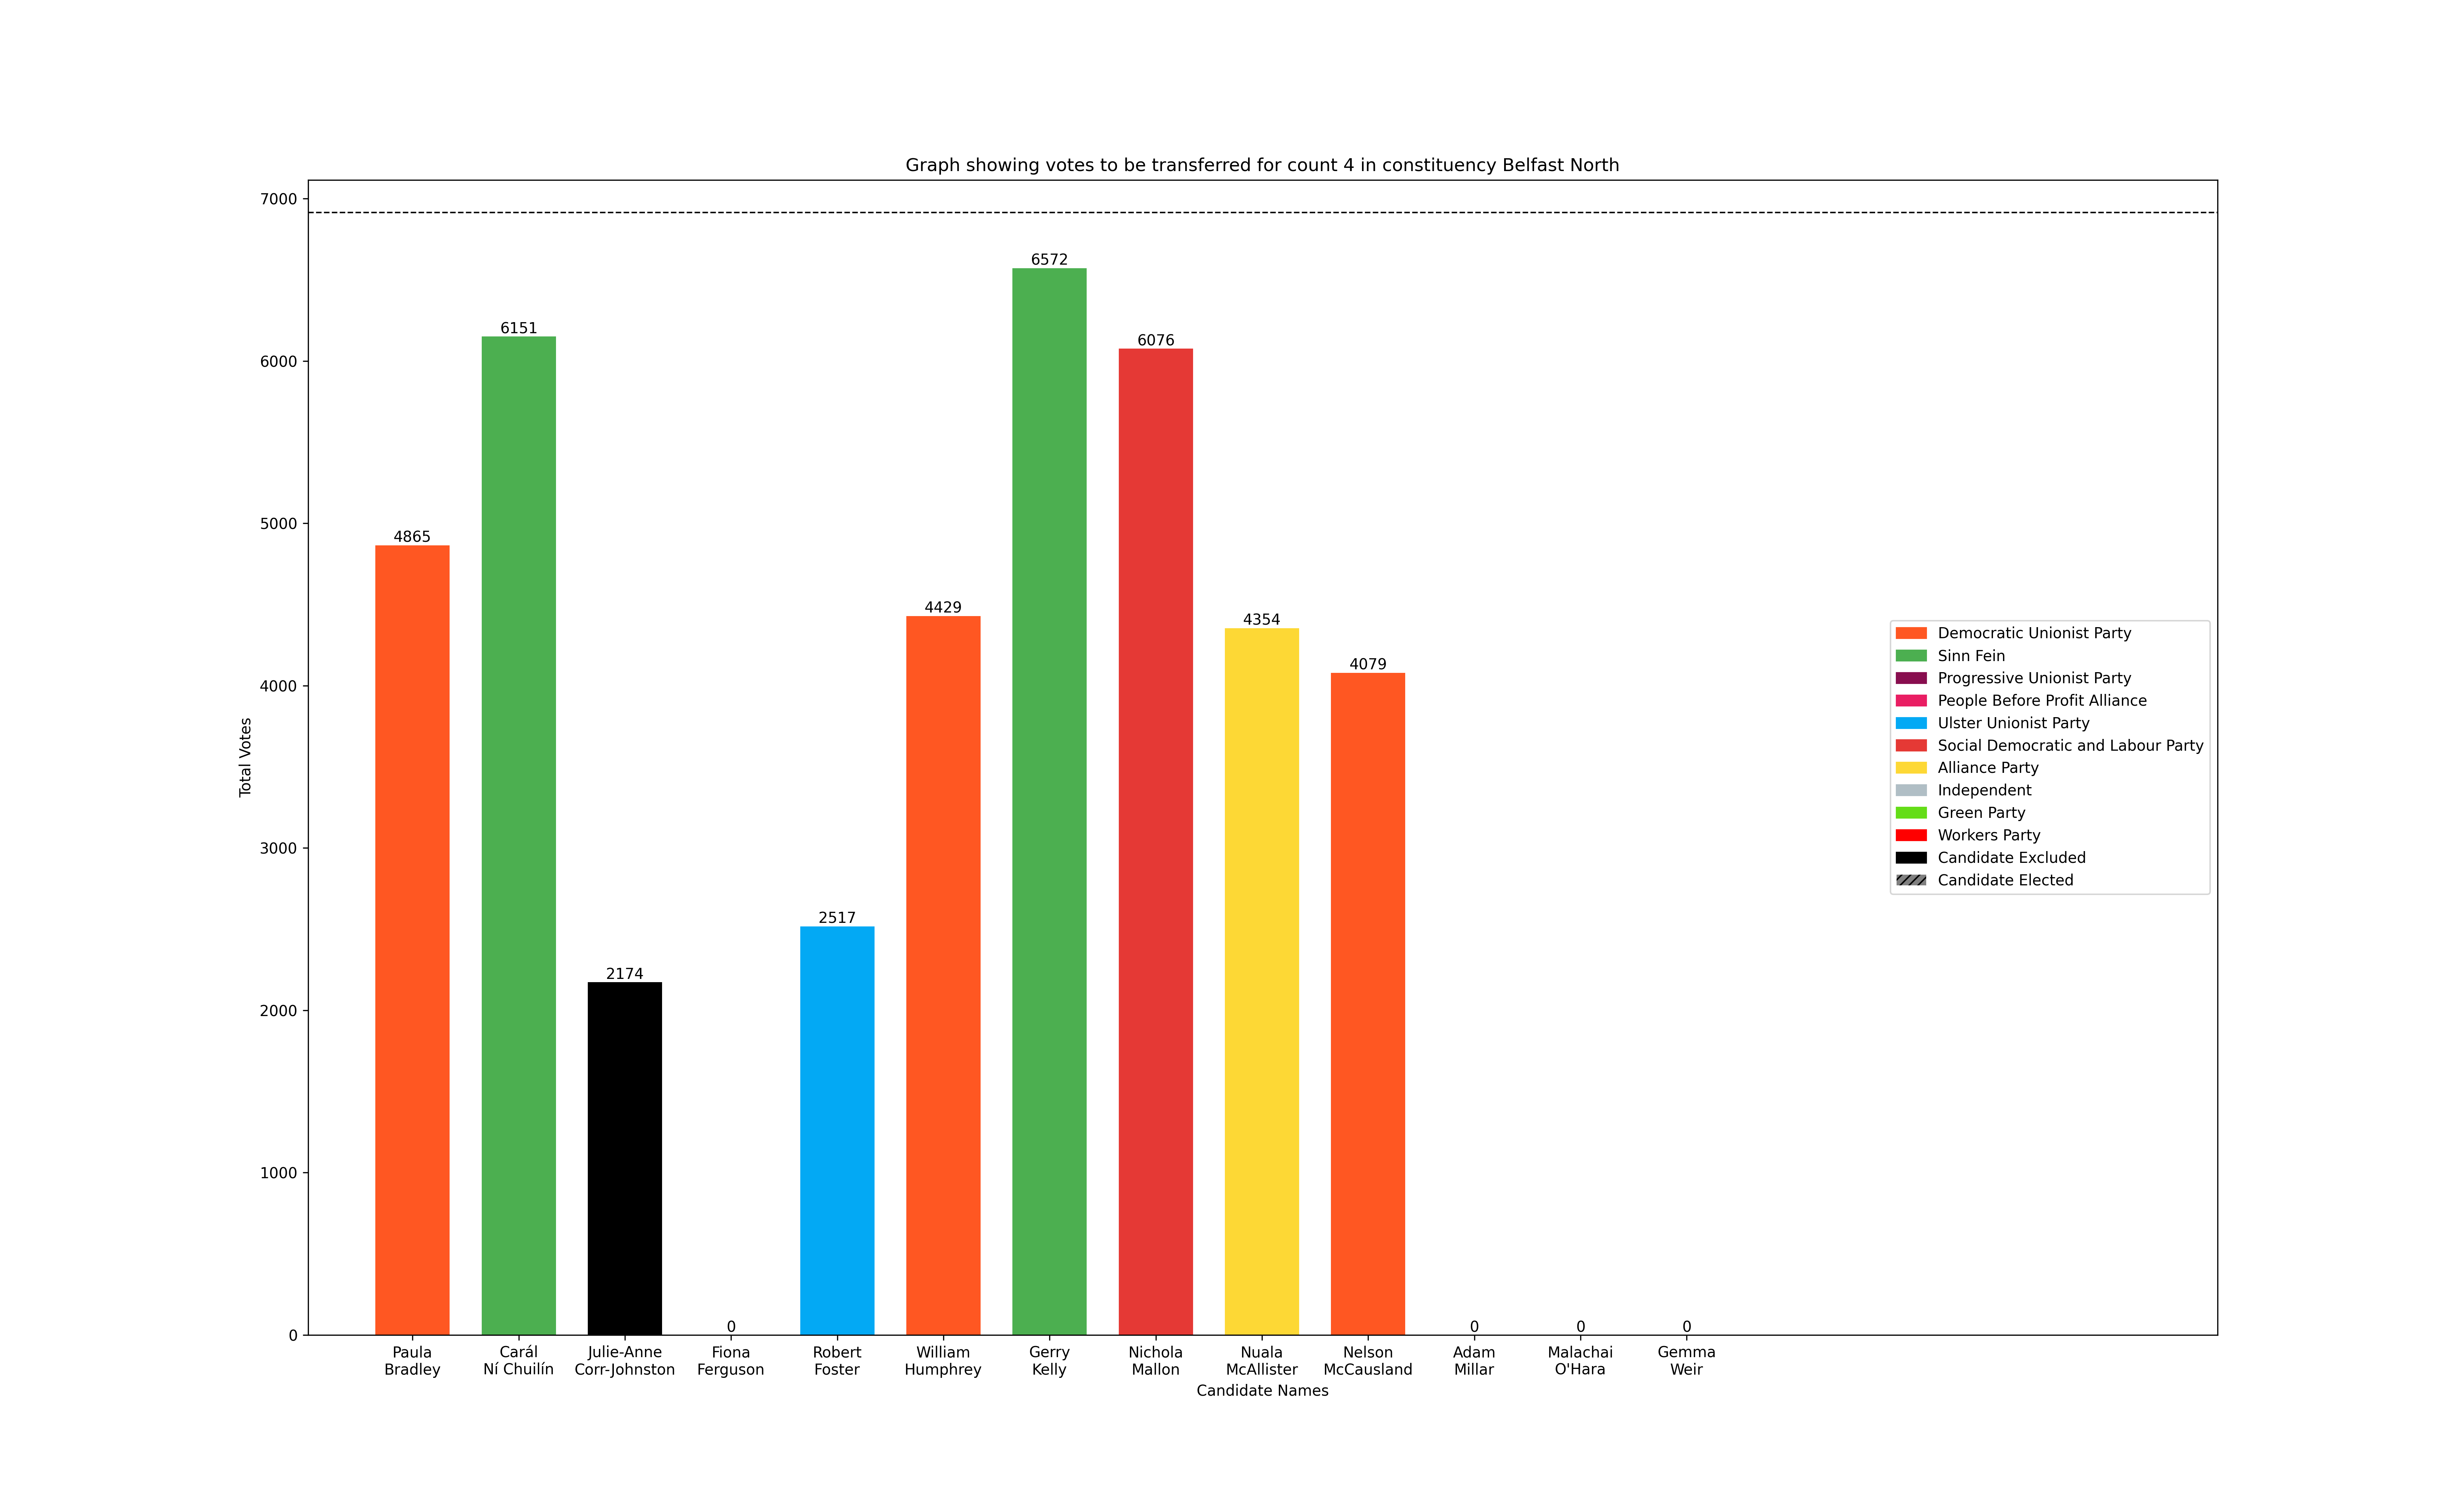 Graph showing votes to be transferred for count 4 in constituency Belfast North
7000
6000
5000
4000
3000
2000
1000
0
Total Votes
4865
6151
2174
0
2517
4429
6572
6076
4354
4079
0
0
0
Paula
Bradley
Carál
Ní Chuilín
Julie-Anne
Corr-Johnston
Fiona
Ferguson
Robert
Foster
William
Humphrey
Gerry
Kelly
Nichola
Mallon
Nuala
McAllister
Nelson
McCausland
Adam
Millar
Malachai
O'Hara
Gemma
Weir
Candidate Names
Democratic Unionist Party
Sinn Fein
Progressive Unionist Party
People Before Profit Alliance
Ulster Unionist Party
Social Democratic and Labour Party
Alliance Party
Independent
Green Party
Workers Party
Candidate Excluded
Candidate Elected